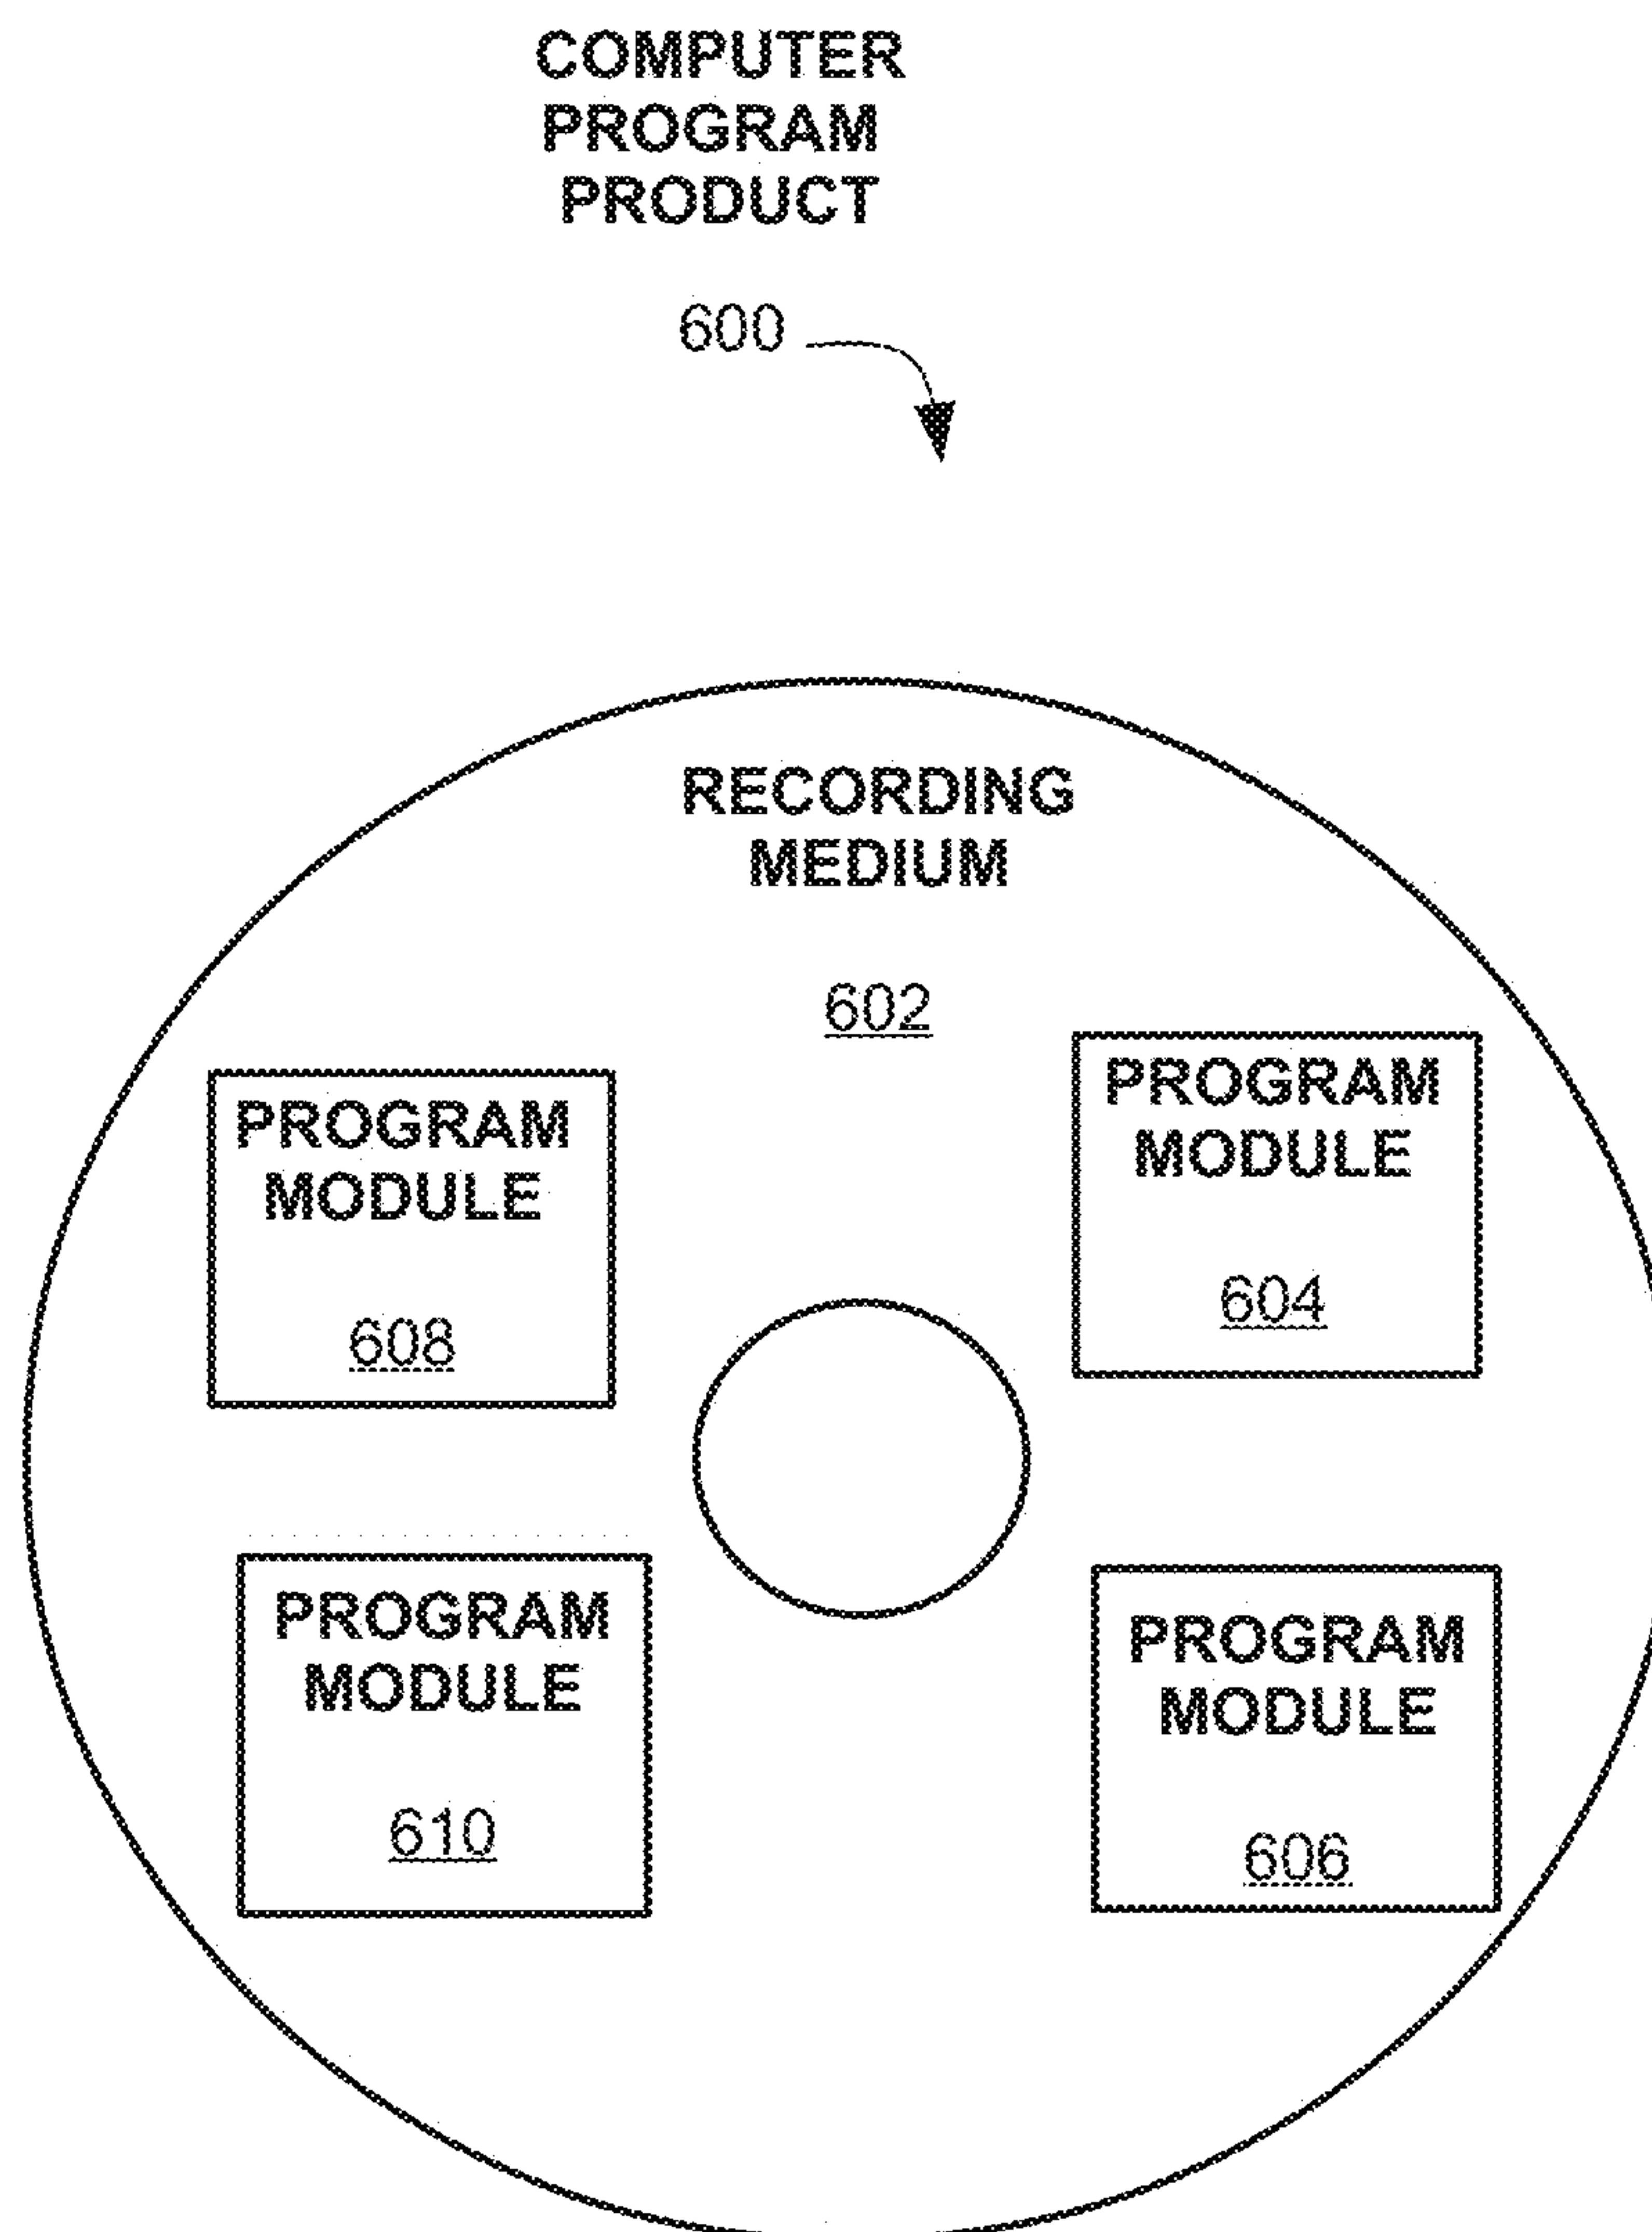 COMPUTER
PROGRAM
PRODUCT
600
RECORDING
MEDIUM
602
PROGRAM
MODULE
608
PROGRAM
MODULE
604
PROGRAM
MODULE
610
PROGRAM
MODULE
606